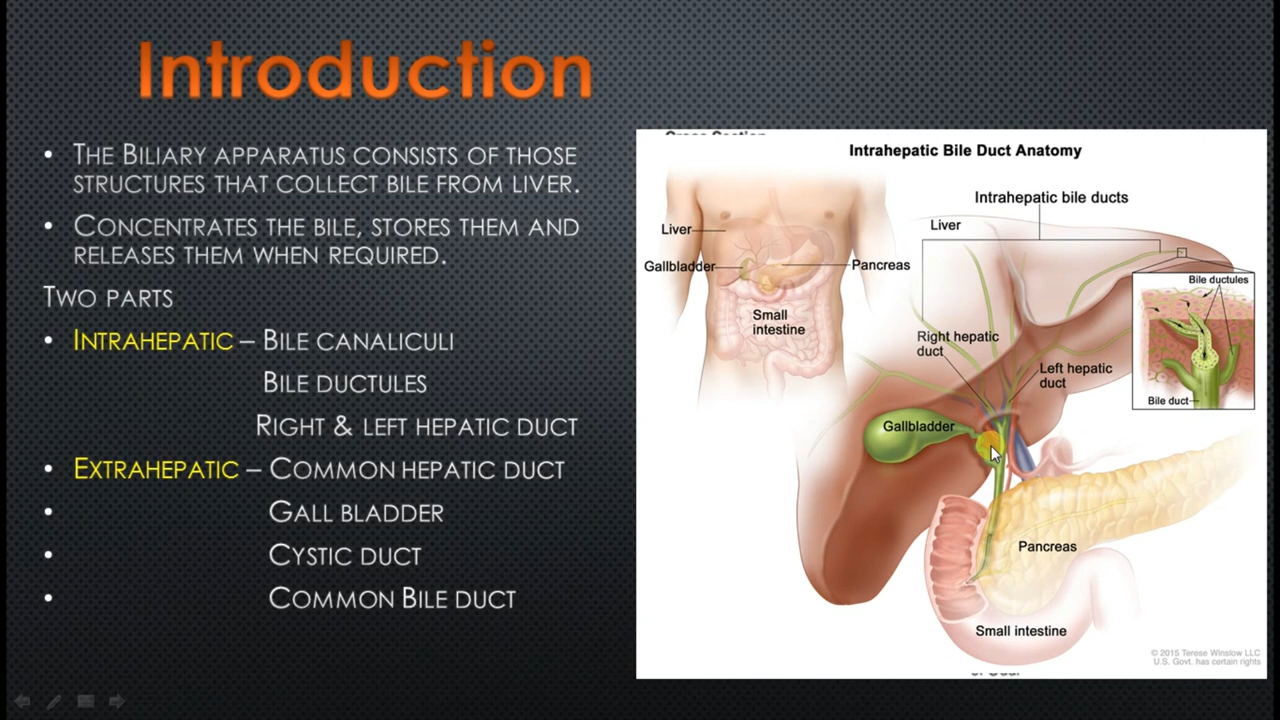 Introduction
• The Biliary apparatus consists of those
structures that collect bile from liver.
• Concentrates the bile, stores them and
releases them when required.
Two parts
• Intrahepatic – Bile canaliculi
Bile ductules
Right & left hepatic duct
• Extrahepatic – Common hepatic duct
• Gall bladder
• Cystic duct
• Common Bile duct
Intrahepatic Bile Duct Anatomy
Liver
Gallbladder
Pancreas
Small
intestine
Intrahepatic bile ducts
Liver
Bile ductules
Bile duct
Right hepatic
duct
Left hepatic
duct
Gallbladder
Pancreas
Small intestine
© 2015 Terese Winslow LLC
U.S. Govt. has certain rights